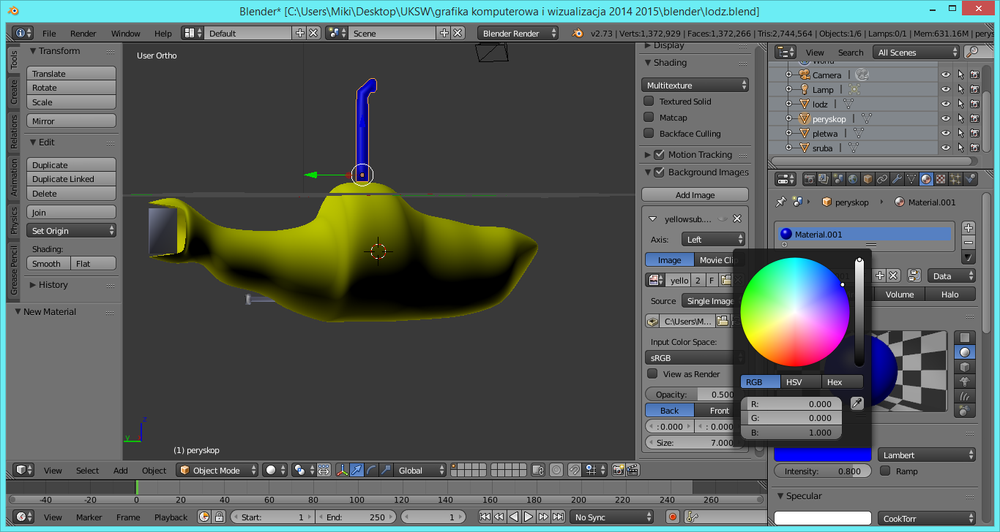 Blender* [C:\Users\Miki\Desktop\UKSW\grafika komputerowa i wizualizacja 2014 2015\blender\lodz.blend]
File Render Window Help Default Scene Blender Render v2.73 | Verts:1,372,929 | Faces:1,372,266 | Tris:2,744,564 | Objects:1/6 | Lamps:0/1 | Mem:631.16M | perys
Tools
Create
Relations
Animation
Physics
Grease Pencil
Transform
Translate
Rotate
Scale
Mirror
Edit
Duplicate
Duplicate Linked
Delete
Join
Set Origin
Shading:
Smooth Flat
History
New Material
User Ortho
z
y
(1) peryskop
Display
Shading
Multitexture
Textured Solid
Matcap
Backface Culling
Motion Tracking
Background Images
Add Image
yellowsub....
Axis: Left
Image Movie Clip
yello 2 F
Source Single Image
C:\Users\M...
Input Color Space:
sRGB
View as Render
Opacity: 0.500
Back Front
: 0.000 : 0.000
Size: 7.000
View Search All Scenes
World
Camera
Lamp
lodz
peryskop
pletwa
sruba
peryskop Material.001
Material.001
Data
Volume Halo
RGB HSV Hex
R: 0.000
G: 0.000
B: 1.000
Lambert
Intensity: 0.800 Ramp
Specular
CookTorr
View Select Add Object Object Mode Global
-40 -20 0 20 40 60 80 100 120 140 160 180 200 220 240 260
View Marker Frame Playback Start: 1 End: 250 1 No Sync